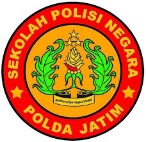 SEKOLAH POLISI NEGARA
POLDA JATIM